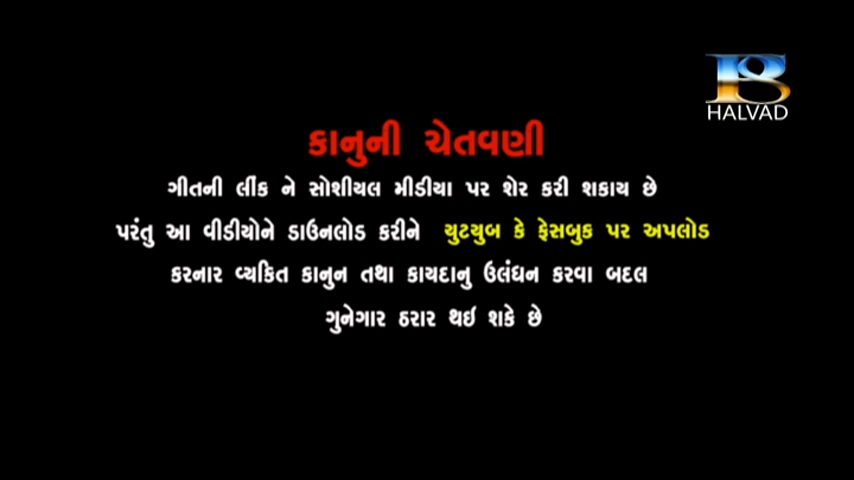 HALVAD
કાનુની ચેતવણી
ગીતની લીંક ને સોશીયલ મીડીયા પર શેર કરી શકાય છે
પરંતુ આ વીડીયોને ડાઉનલોડ કરીને યુટયુબ કે ફેસબુક પર અપલોડ
કરનાર વ્યકિત કાનુન તથા કાયદાનુ ઉલંઘન કરવા બદલ
ગુનેગાર ઠરાર થઇ શકે છે